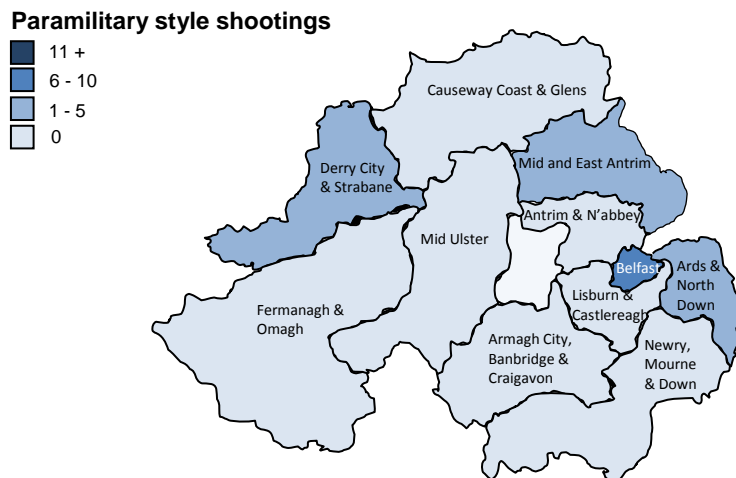 Paramilitary style shootings
11 +
6 - 10
1 - 5
0
Causeway Coast & Glens
Derry City
& Strabane
Mid and East Antrim
Antrim & N'abbey
Mid Ulster
Belfast
Ards &
North
Down
Lisburn &
Castlereagh
Fermanagh &
Omagh
Armagh City,
Banbridge &
Craigavon
Newry,
Mourne
& Down